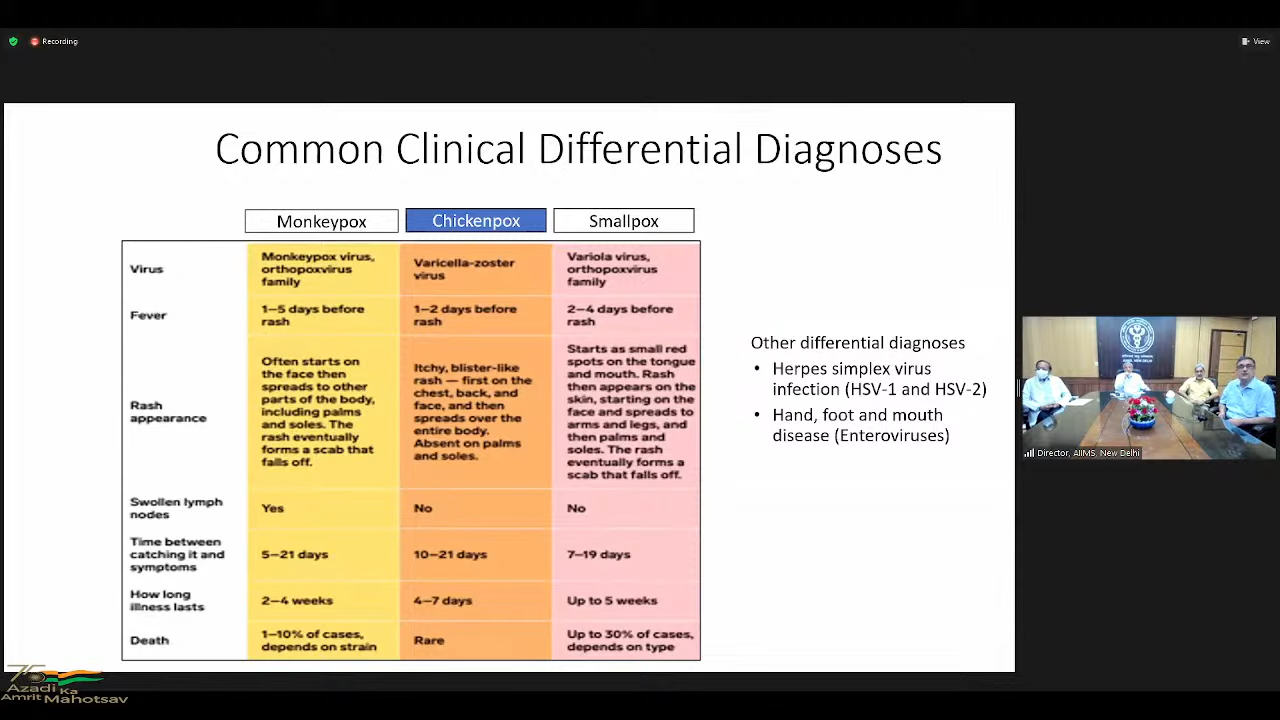 Recording
View
Common Clinical Differential Diagnoses
Monkeypox
Chickenpox
Smallpox
Virus
Monkeypox virus,
orthopoxvirus
family
Varicella-zoster
virus
Variola virus,
orthopoxvirus
family
Fever
1–5 days before
rash
1–2 days before
rash
2–4 days before
rash
Rash
appearance
Often starts on
the face then
spreads to other
parts of the body,
including palms
and soles. The
rash eventually
forms a scab that
falls off.
Itchy, blister-like
rash — first on the
chest, back, and
face, and then
spreads over the
entire body.
Absent on palms
and soles.
Starts as small red
spots on the tongue
and mouth. Rash
then appears on the
skin, starting on the
face and spreads to
arms and legs, and
then palms and
soles. The rash
eventually forms a
scab that falls off.
Swollen lymph
nodes
Yes
No
No
Time between
catching it and
symptoms
5–21 days
10–21 days
7–19 days
How long
illness lasts
2–4 weeks
4–7 days
Up to 5 weeks
Death
1–10% of cases,
depends on strain
Rare
Up to 30% of cases,
depends on type
Other differential diagnoses
• Herpes simplex virus
infection (HSV-1 and HSV-2)
• Hand, foot and mouth
disease (Enteroviruses)
Director, AIIMS, New Delhi
75
Azadi Ka
Amrit Mahotsav